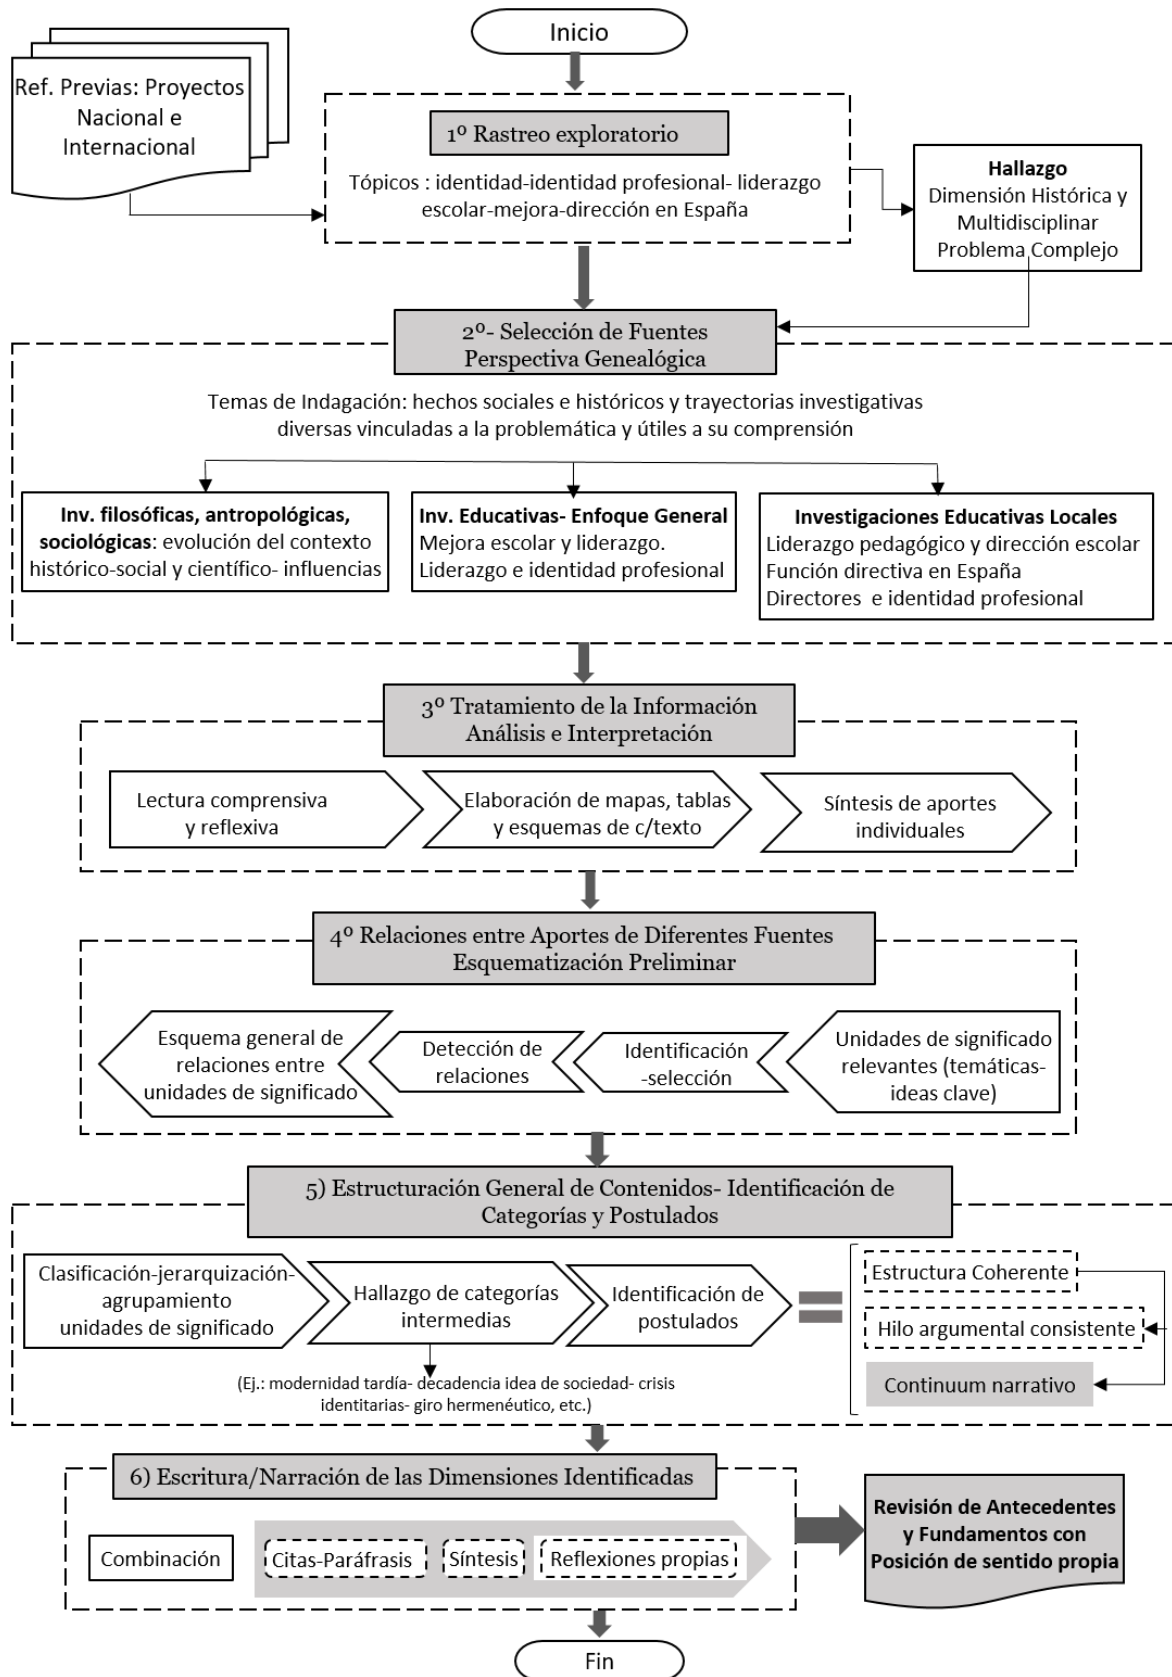 Inicio
Ref. Previas: Proyectos
Nacional e
Internacional
1º Rastreo exploratorio
Tópicos : identidad-identidad profesional- liderazgo
escolar-mejora-dirección en España
Hallazgo
Dimensión Histórica y
Multidisciplinar
Problema Complejo
2º- Selección de Fuentes
Perspectiva Genealógica
Temas de Indagación: hechos sociales e históricos y trayectorias investigativas
diversas vinculadas a la problemática y útiles a su comprensión
Inv. filosóficas, antropológicas,
sociológicas: evolución del contexto
histórico-social y científico- influencias
Inv. Educativas- Enfoque General
Mejora escolar y liderazgo.
Liderazgo e identidad profesional
Investigaciones Educativas Locales
Liderazgo pedagógico y dirección escolar
Función directiva en España
Directores e identidad profesional
3º Tratamiento de la Información
Análisis e Interpretación
Lectura comprensiva
y reflexiva
Elaboración de mapas, tablas
y esquemas de c/texto
Síntesis de aportes
individuales
4º Relaciones entre Aportes de Diferentes Fuentes
Esquematización Preliminar
Esquema general de
relaciones entre
unidades de significado
Detección de
relaciones
Identificación
-selección
Unidades de significado
relevantes (temáticas-
ideas clave)
5) Estructuración General de Contenidos- Identificación de
Categorías y Postulados
Clasificación-jerarquización-
agrupamiento
unidades de significado
Hallazgo de categorías
intermedias
Identificación de
postulados
Estructura Coherente
Hilo argumental consistente
Continuum narrativo
(Ej.: modernidad tardía- decadencia idea de sociedad- crisis
identitarias- giro hermenéutico, etc.)
6) Escritura/Narración de las Dimensiones Identificadas
Combinación
Citas-Paráfrasis
Síntesis
Reflexiones propias
Revisión de Antecedentes
y Fundamentos con
Posición de sentido propia
Fin